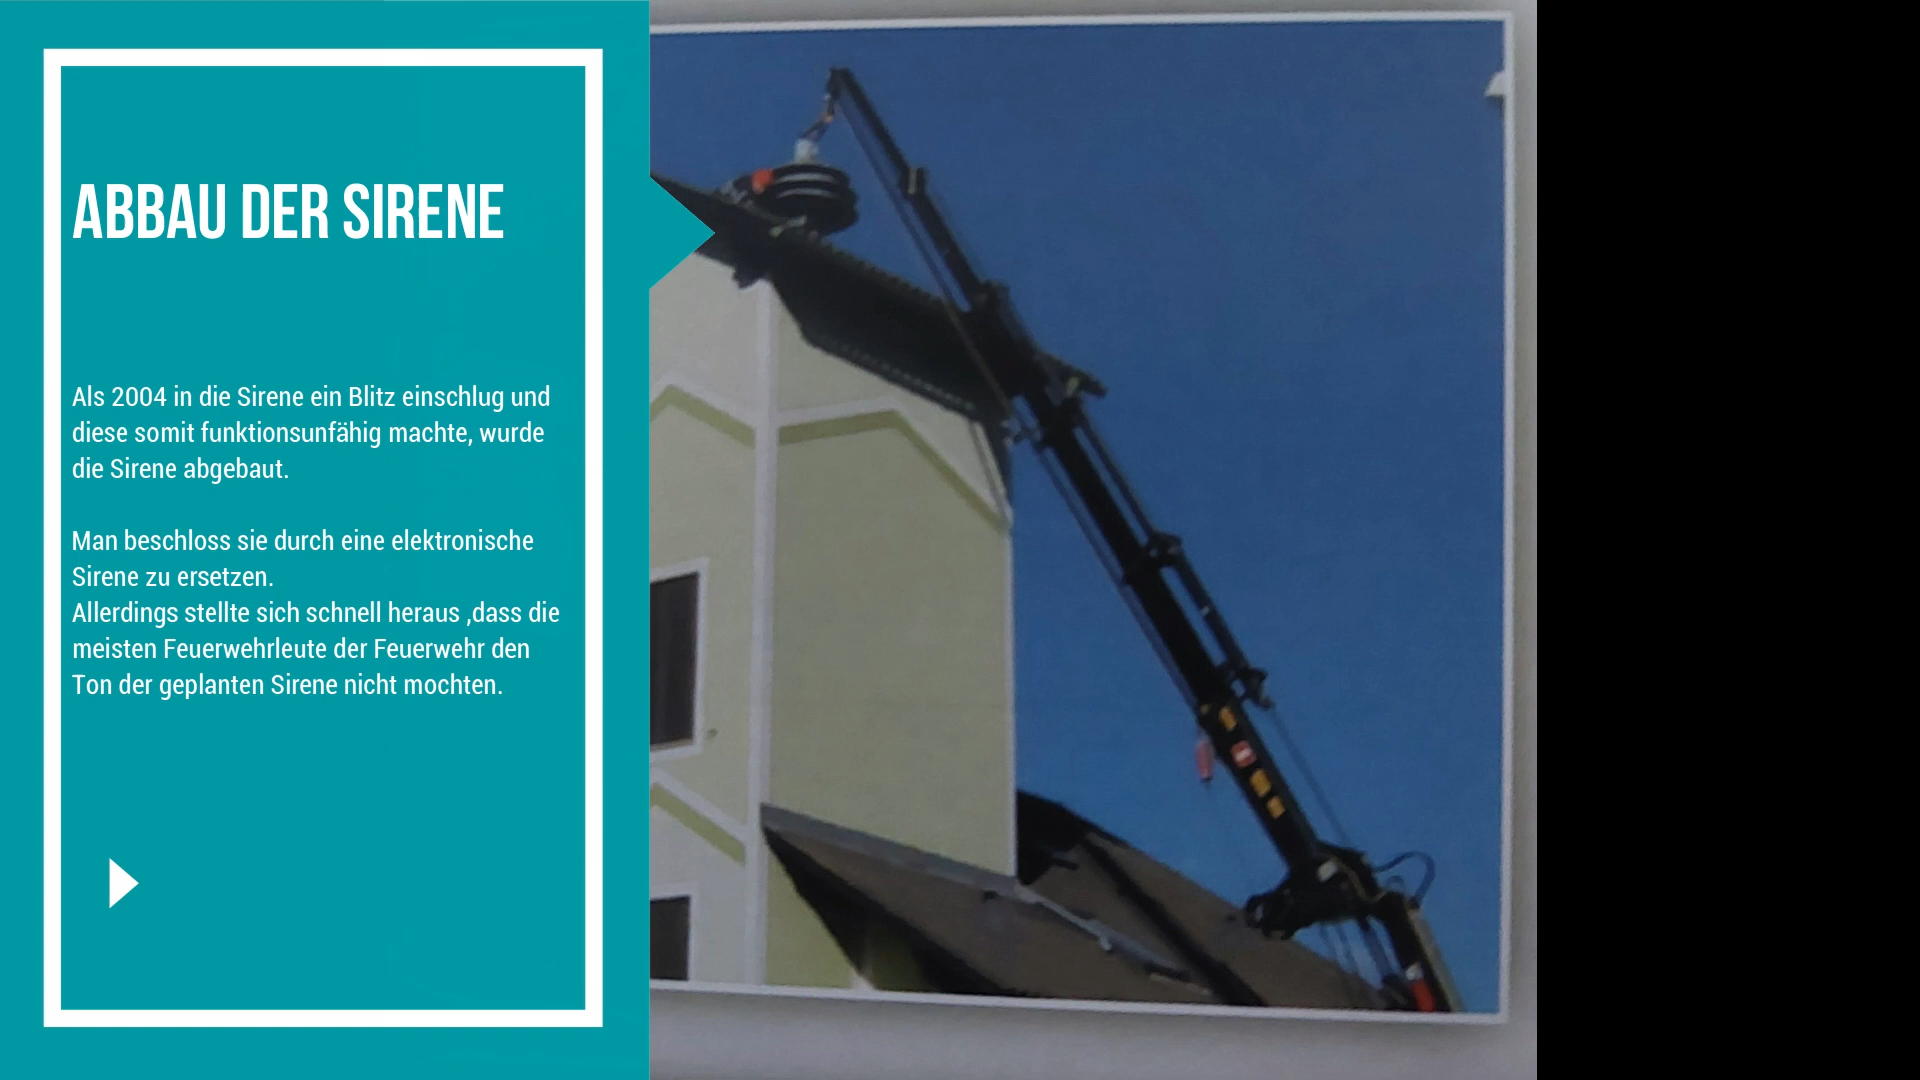 ABBAU DER SIRENE
Als 2004 in die Sirene ein Blitz einschlug und
diese somit funktionsunfähig machte, wurde
die Sirene abgebaut.
Man beschloss sie durch eine elektronische
Sirene zu ersetzen.
Allerdings stellte sich schnell heraus ,dass die
meisten Feuerwehrleute der Feuerwehr den
Ton der geplanten Sirene nicht mochten.